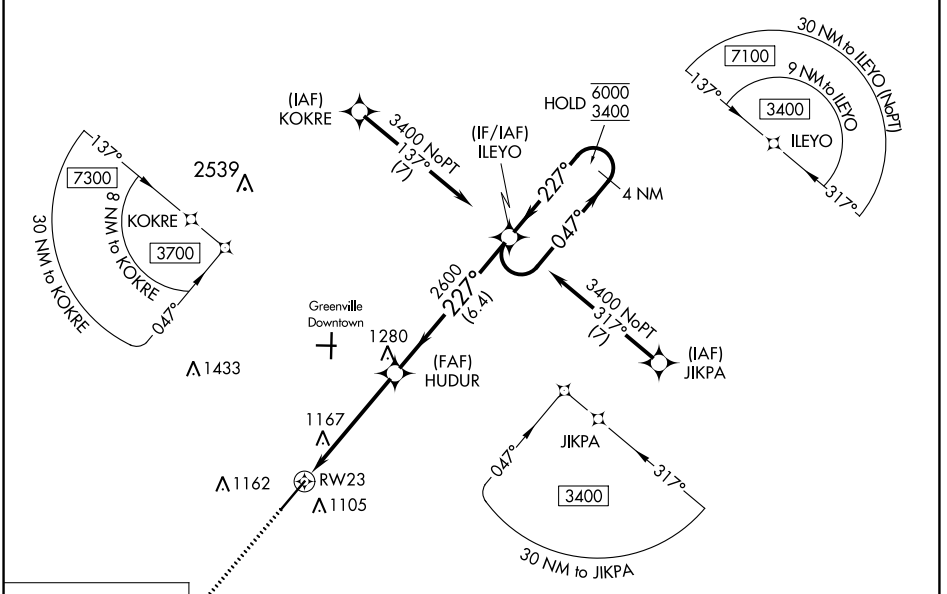 30 NM to ILEYO (NoPT)
7100
9 NM to ILEYO
137°
3400
ILEYO
317°
(IAF)
KOKRE
3400 NoPT
137°
(7)
HOLD
6000
3400
(IF/IAF)
ILEYO
227°
047°
4 NM
137°
7300
2539
8 NM to KOKRE
KOKRE
3700
30 NM to KOKRE
047°
2600
227°
(6.4)
3400 NoPT
317°
(7)
(IAF)
JIKPA
Greenville
Downtown
1280
(FAF)
HUDUR
1433
1167
1162
RW23
1105
JIKPA
047°
317°
3400
30 NM to JIKPA